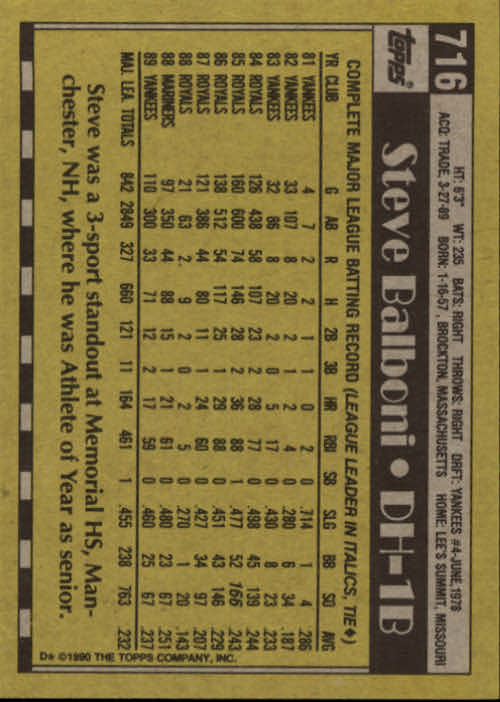 716
topps
HT: 6'3" WT: 235 BATS: RIGHT THROWS: RIGHT DRFT: YANKEES #4-JUNE, 1978
ACQ: TRADE, 3-27-89 BORN: 1-16-57, BROCKTON, MASSACHUSETTS HOME: LEE'S SUMMIT, MISSOURI
Steve Balboni • DH-1B
COMPLETE MAJOR LEAGUE BATTING RECORD (LEAGUE LEADER IN ITALICS, TIE♦)
YR CLUB G AB R H 2B 3B HR RBI SB SLG BB SO AVG
81 YANKEES 4 7 2 2 1 1 0 2 0 .714 1 4 .286
82 YANKEES 33 107 8 20 2 1 2 4 0 .280 6 34 .187
83 YANKEES 32 86 8 20 2 0 5 17 0 .430 8 23 .233
84 ROYALS 126 438 58 107 23 2 28 77 0 .498 45 139 .244
85 ROYALS 160 600 74 146 28 2 36 88 1 .477 52 166 .243
86 ROYALS 138 512 54 117 25 1 29 88 0 .451 43 146 .229
87 ROYALS 121 386 44 80 11 1 24 60 0 .427 34 97 .207
88 ROYALS 21 63 2 9 2 0 2 5 0 .270 1 20 .143
88 MARINERS 97 350 44 88 15 1 21 61 0 .480 23 67 .251
89 YANKEES 110 300 33 71 12 2 17 59 0 .460 25 67 .237
MAJ. LEA. TOTALS 842 2849 327 660 121 11 164 461 1 .455 238 763 .232
Steve was a 3-sport standout at Memorial HS, Man-
chester, NH, where he was Athlete of Year as senior.
D* ©1990 THE TOPPS COMPANY, INC.